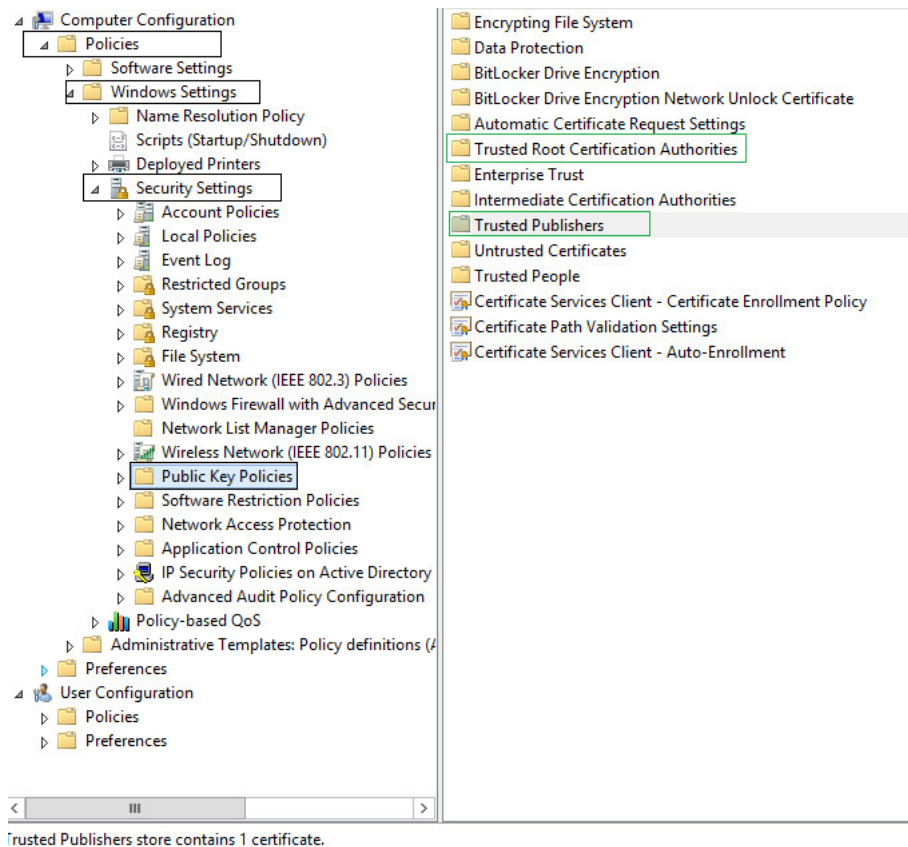 Computer Configuration
Policies
Software Settings
Windows Settings
Name Resolution Policy
Scripts (Startup/Shutdown)
Deployed Printers
Security Settings
Account Policies
Local Policies
Event Log
Restricted Groups
System Services
Registry
File System
Wired Network (IEEE 802.3) Policies
Windows Firewall with Advanced Secur
Network List Manager Policies
Wireless Network (IEEE 802.11) Policies
Public Key Policies
Software Restriction Policies
Network Access Protection
Application Control Policies
IP Security Policies on Active Directory
Advanced Audit Policy Configuration
Policy-based QoS
Administrative Templates: Policy definitions (A
Preferences
User Configuration
Policies
Preferences
Encrypting File System
Data Protection
BitLocker Drive Encryption
BitLocker Drive Encryption Network Unlock Certificate
Automatic Certificate Request Settings
Trusted Root Certification Authorities
Enterprise Trust
Intermediate Certification Authorities
Trusted Publishers
Untrusted Certificates
Trusted People
Certificate Services Client - Certificate Enrollment Policy
Certificate Path Validation Settings
Certificate Services Client - Auto-Enrollment
Trusted Publishers store contains 1 certificate.